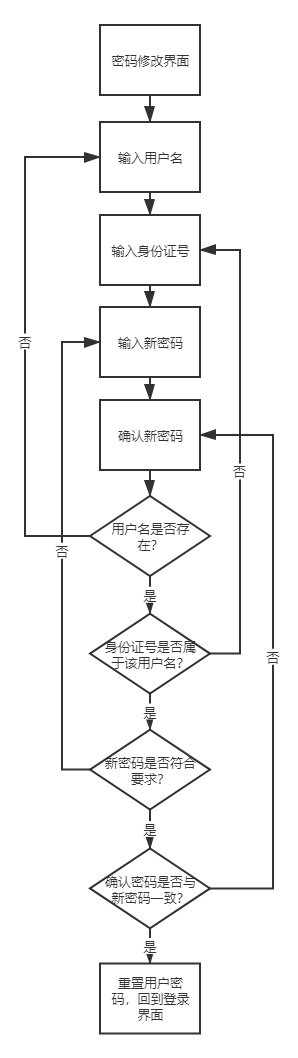 密码修改界面
输入用户名
输入身份证号
否
输入新密码
确认新密码
否
用户名是否存
在?
否
是
身份证号是否属
于该用户名?
否
是
新密码是否符合
要求?
是
确认密码是否与
新密码一致?
是
重置用户密
码，回到登录
界面